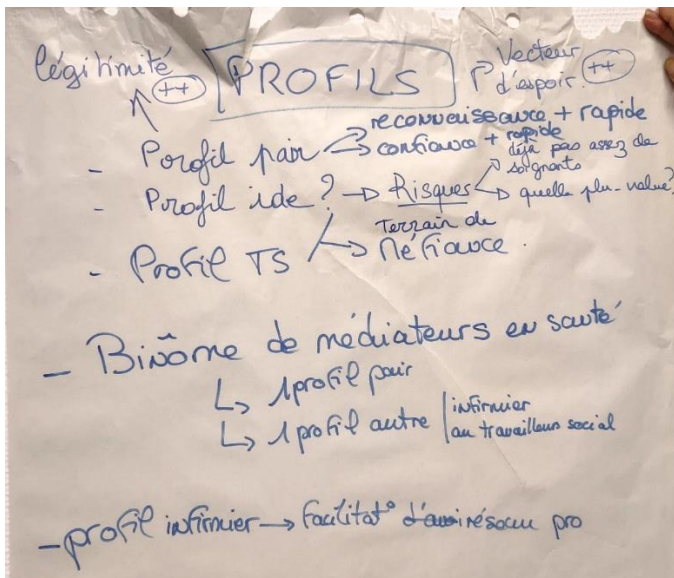 légitimité ++
PROFILS
Vecteur
d'espoir ++
- Profil pair → reconnaissance + rapide
confiance + rapide
- Profil ide ? → Risques → déjà pas assez de
soignants
→ quelle plu-value?
- Profil TS → terrain de
Méfiance.
- Binôme de médiateurs en santé
↳ 1 profil pair
↳ 1 profil autre | infirmier
ou travailleur social
- profil infirmier → facilitat° réseau pro